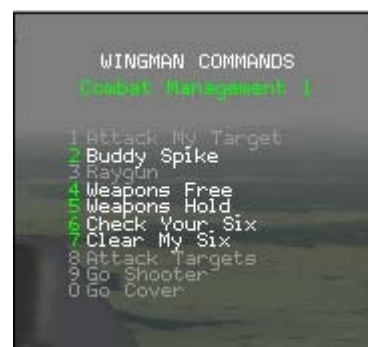 WINGMAN COMMANDS
Combat Management 1
1 Attack My Target
2 Buddy Spike
3 Raygun
4 Weapons Free
5 Weapons Hold
6 Check Your Six
7 Clear My Six
8 Attack Targets
9 Go Shooter
0 Go Cover